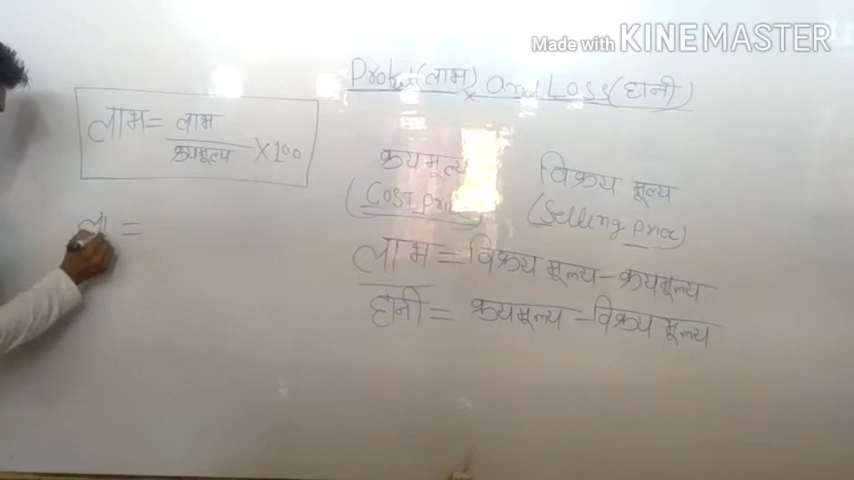 Made with KINEMASTER
Profit(लाभ) and Loss(हानी)
लाभ = लाभ
क्रयमूल्य × 100
ला =
क्रयमूल्य
(Cost price)
विक्रय मूल्य
(Selling price)
लाभ = विक्रय मूल्य - क्रयमूल्य
हानी = क्रयमूल्य - विक्रय मूल्य